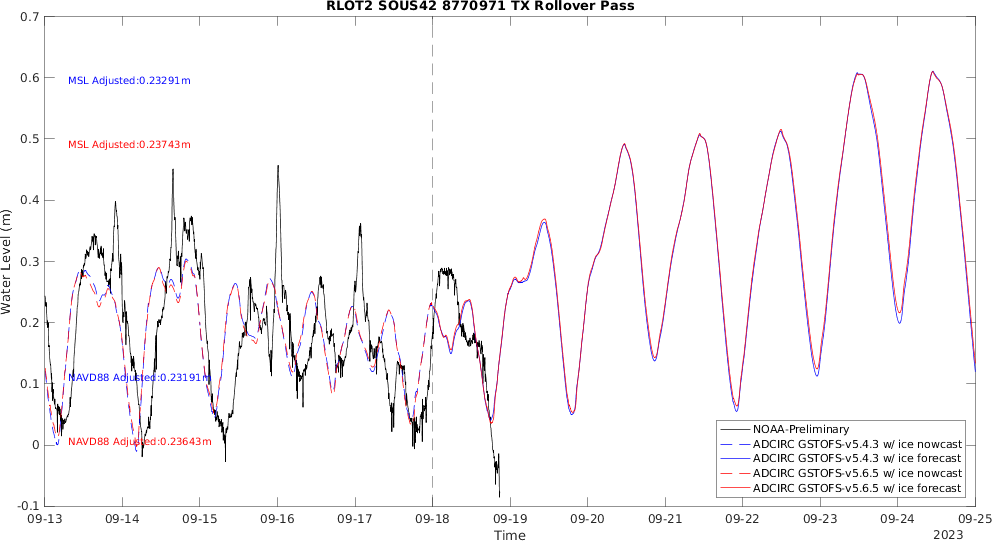 RLOT2 SOUS42 8770971 TX Rollover Pass
0.7
0.6
0.5
0.4
0.3
0.2
0.1
0
-0.1
Water Level (m)
MSL Adjusted:0.23291m
MSL Adjusted:0.23743m
NAVD88 Adjusted:0.23191m
NAVD88 Adjusted:0.23643m
NOAA-Preliminary
ADCIRC GSTOFS-v5.4.3 w/ ice nowcast
ADCIRC GSTOFS-v5.4.3 w/ ice forecast
ADCIRC GSTOFS-v5.6.5 w/ ice nowcast
ADCIRC GSTOFS-v5.6.5 w/ ice forecast
09-13 09-14 09-15 09-16 09-17 09-18 09-19 09-20 09-21 09-22 09-23 09-24 09-25
Time
2023